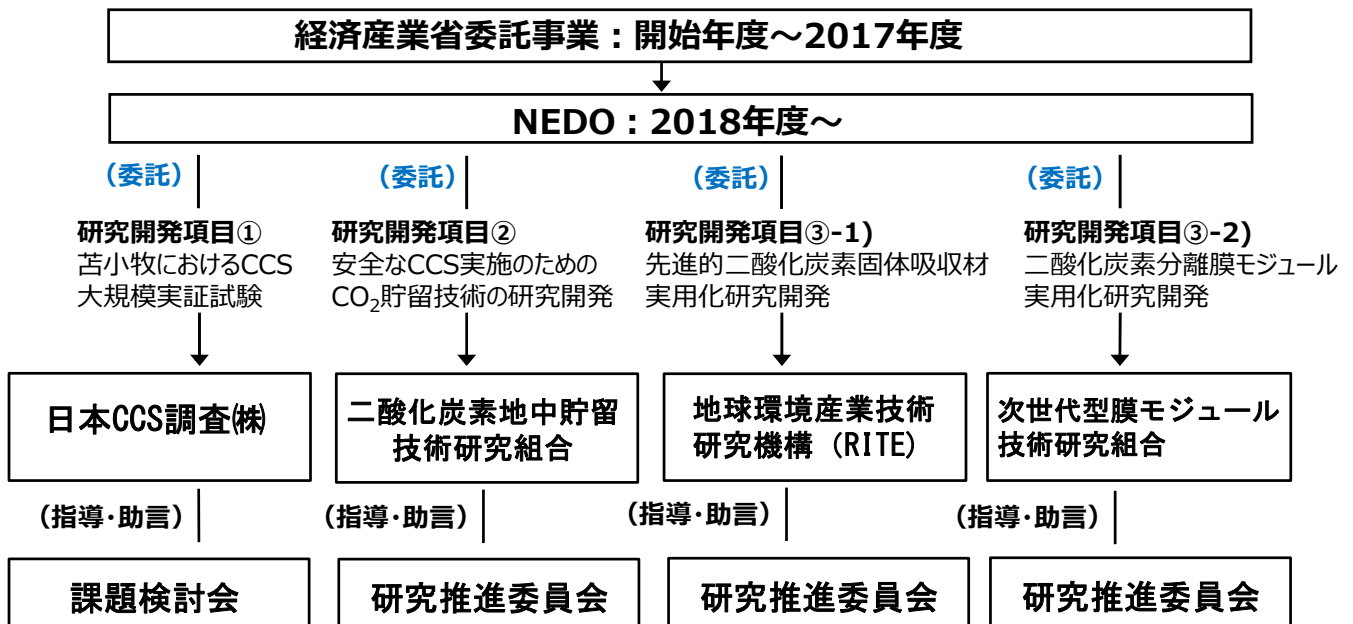 経済産業省委託事業：開始年度～2017年度
NEDO：2018年度～
（委託）
（委託）
（委託）
（委託）
研究開発項目①
苫小牧におけるCCS
大規模実証試験
研究開発項目②
安全なCCS実施のための
CO₂貯留技術の研究開発
研究開発項目③-1)
先進的二酸化炭素固体吸収材
実用化研究開発
研究開発項目③-2)
二酸化炭素分離膜モジュール
実用化研究開発
日本CCS調査㈱
二酸化炭素地中貯留
技術研究組合
地球環境産業技術
研究機構（RITE）
次世代型膜モジュール
技術研究組合
（指導・助言）
（指導・助言）
（指導・助言）
（指導・助言）
課題検討会
研究推進委員会
研究推進委員会
研究推進委員会